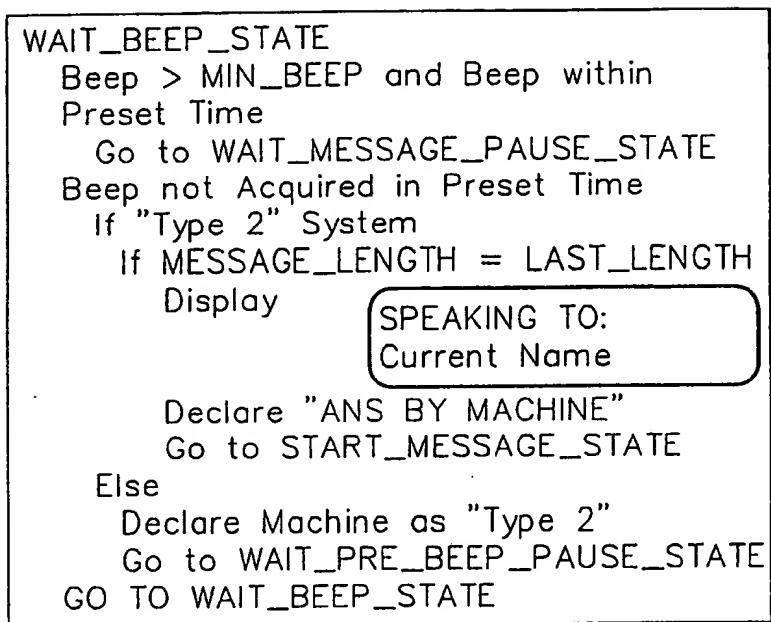 WAIT_BEEP_STATE
Beep > MIN_BEEP and Beep within
Preset Time
Go to WAIT_MESSAGE_PAUSE_STATE
Beep not Acquired in Preset Time
If "Type 2" System
If MESSAGE_LENGTH = LAST_LENGTH
Display
SPEAKING TO:
Current Name
Declare "ANS BY MACHINE"
Go to START_MESSAGE_STATE
Else
Declare Machine as "Type 2"
Go to WAIT_PRE_BEEP_PAUSE_STATE
GO TO WAIT_BEEP_STATE